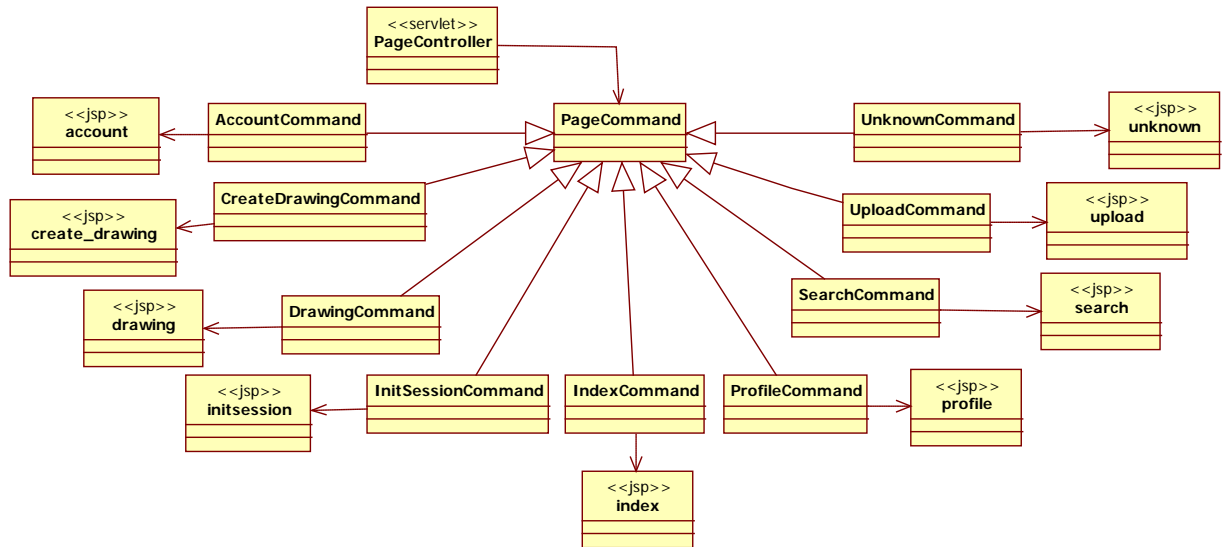 <<servlet>>
PageController
<<jsp>>
account
AccountCommand
PageCommand
UnknownCommand
<<jsp>>
unknown
<<jsp>>
create_drawing
CreateDrawingCommand
UploadCommand
<<jsp>>
upload
<<jsp>>
drawing
DrawingCommand
SearchCommand
<<jsp>>
search
<<jsp>>
initsession
InitSessionCommand
IndexCommand
ProfileCommand
<<jsp>>
profile
<<jsp>>
index